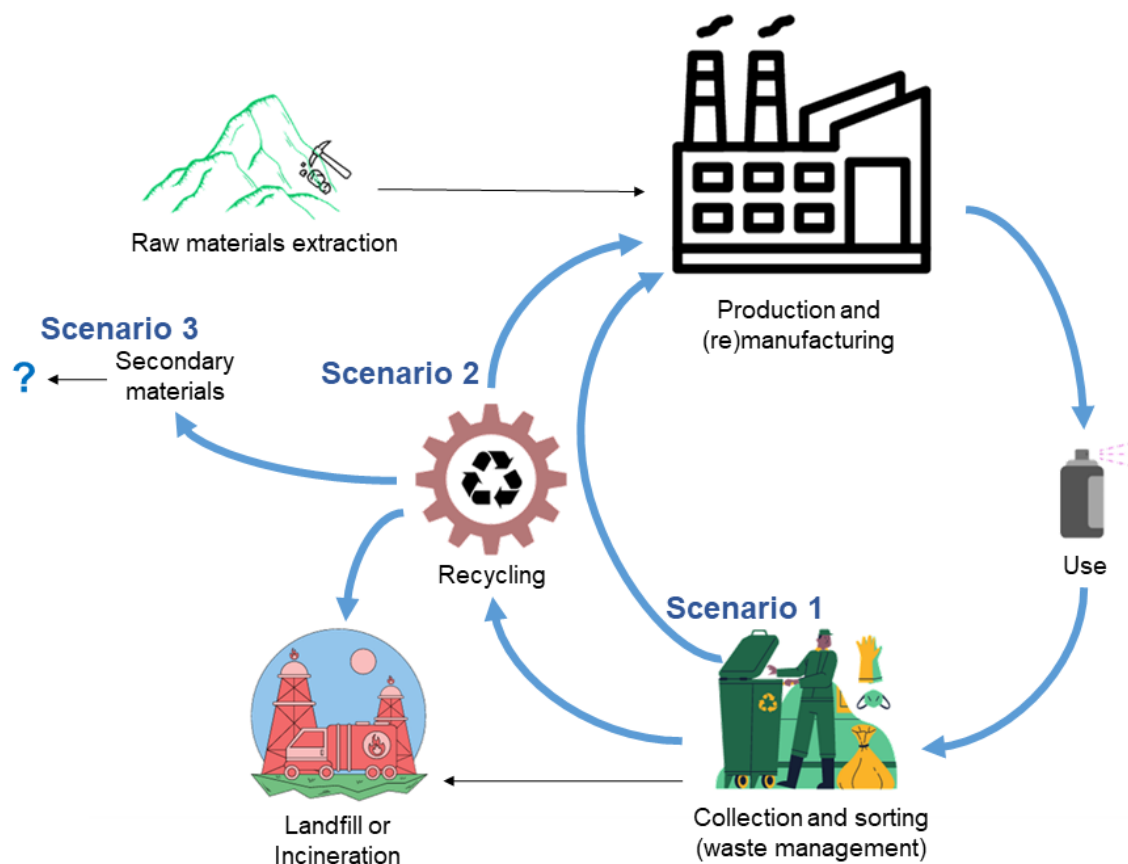 Raw materials extraction
Production and
(re)manufacturing
Scenario 3
Secondary
materials
?
Scenario 2
Recycling
Use
Scenario 1
Landfill or
Incineration
Collection and sorting
(waste management)